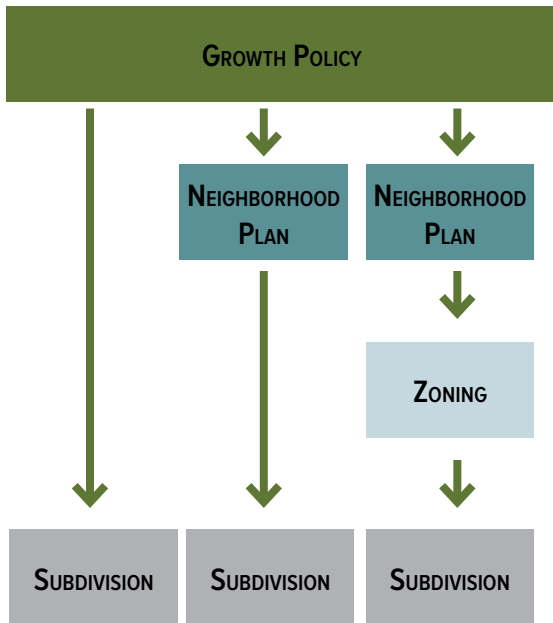 Growth Policy
Neighborhood
Plan
Neighborhood
Plan
Zoning
Subdivision
Subdivision
Subdivision